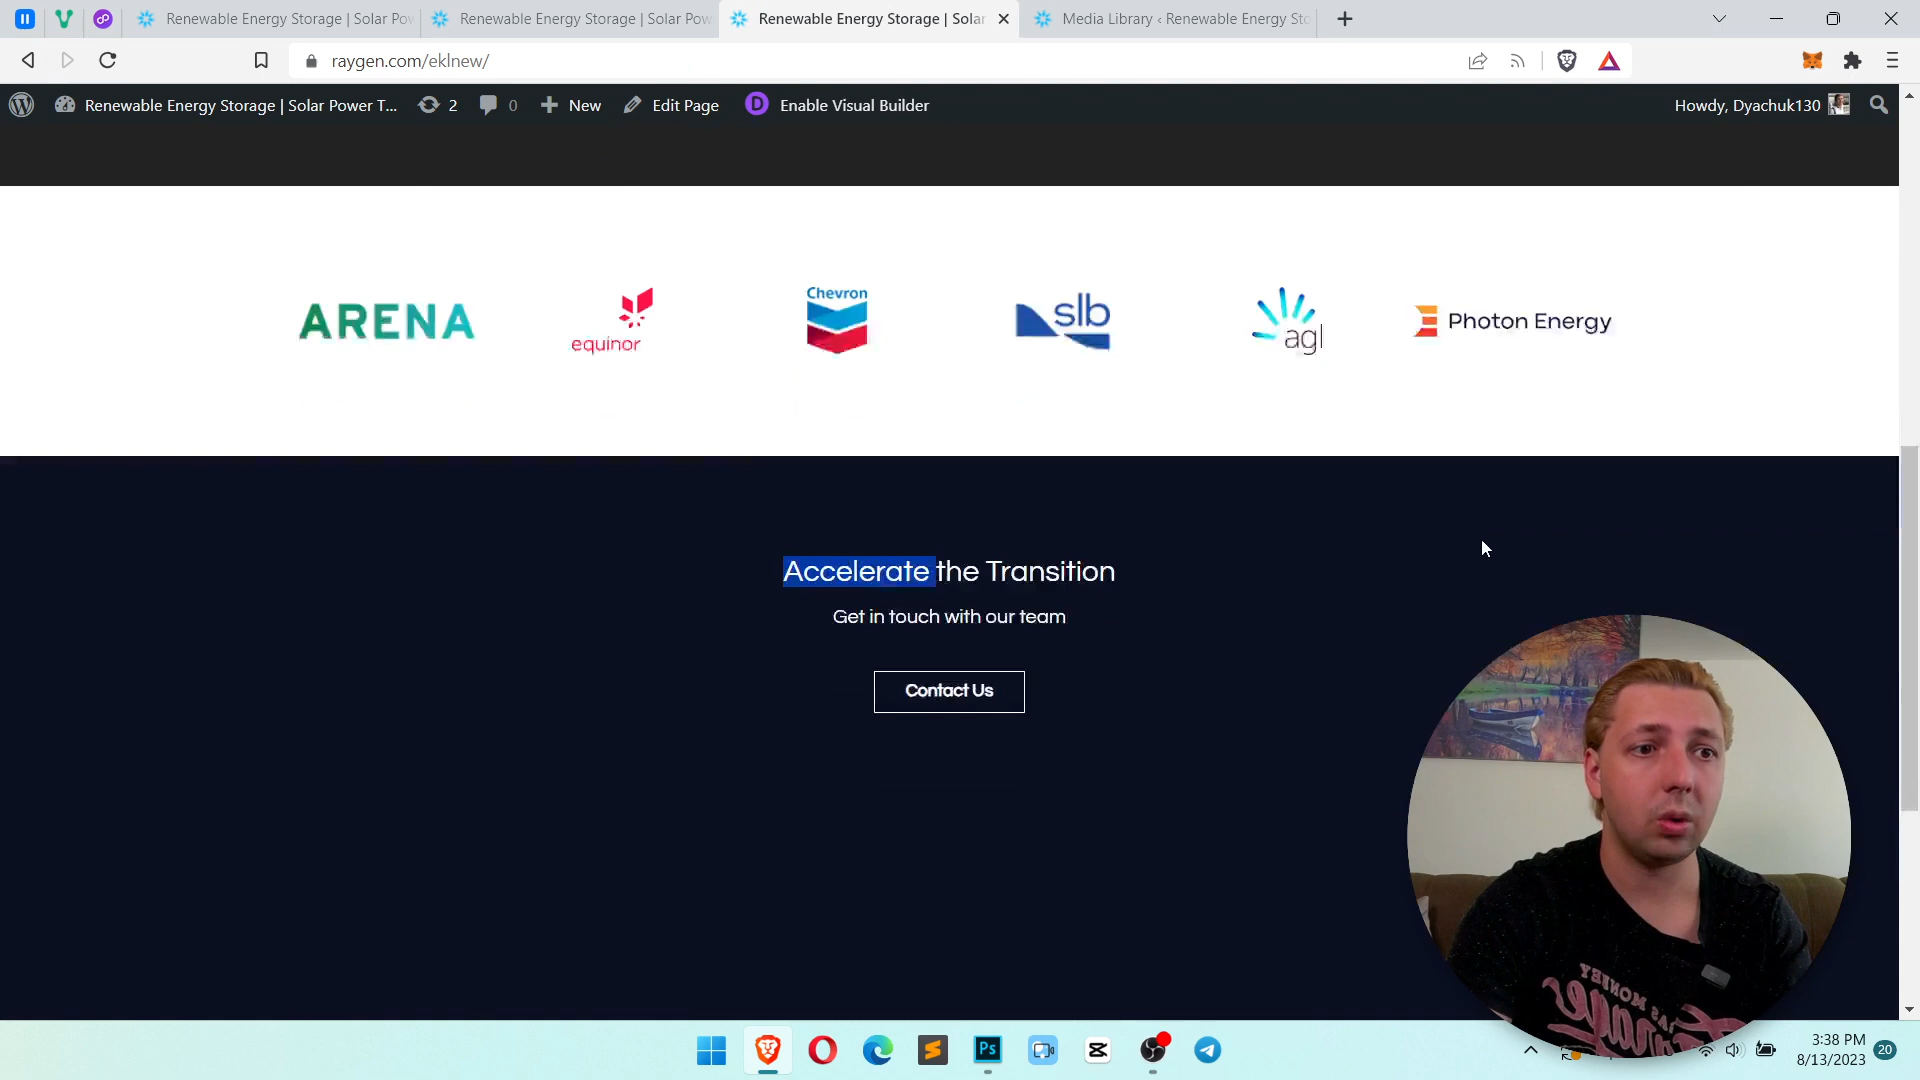 Renewable Energy Storage | Solar Pow
Renewable Energy Storage | Solar Pow
Renewable Energy Storage | Solar
Media Library ‹ Renewable Energy Sto
raygen.com/eklnew/
Renewable Energy Storage | Solar Power T...
2
0
New
Edit Page
D
Enable Visual Builder
Howdy, Dyachuk130
ARENA
equinor
Chevron
slb
agl
Photon Energy
Accelerate the Transition
Get in touch with our team
Contact Us
Ps
3:38 PM
8/13/2023
20